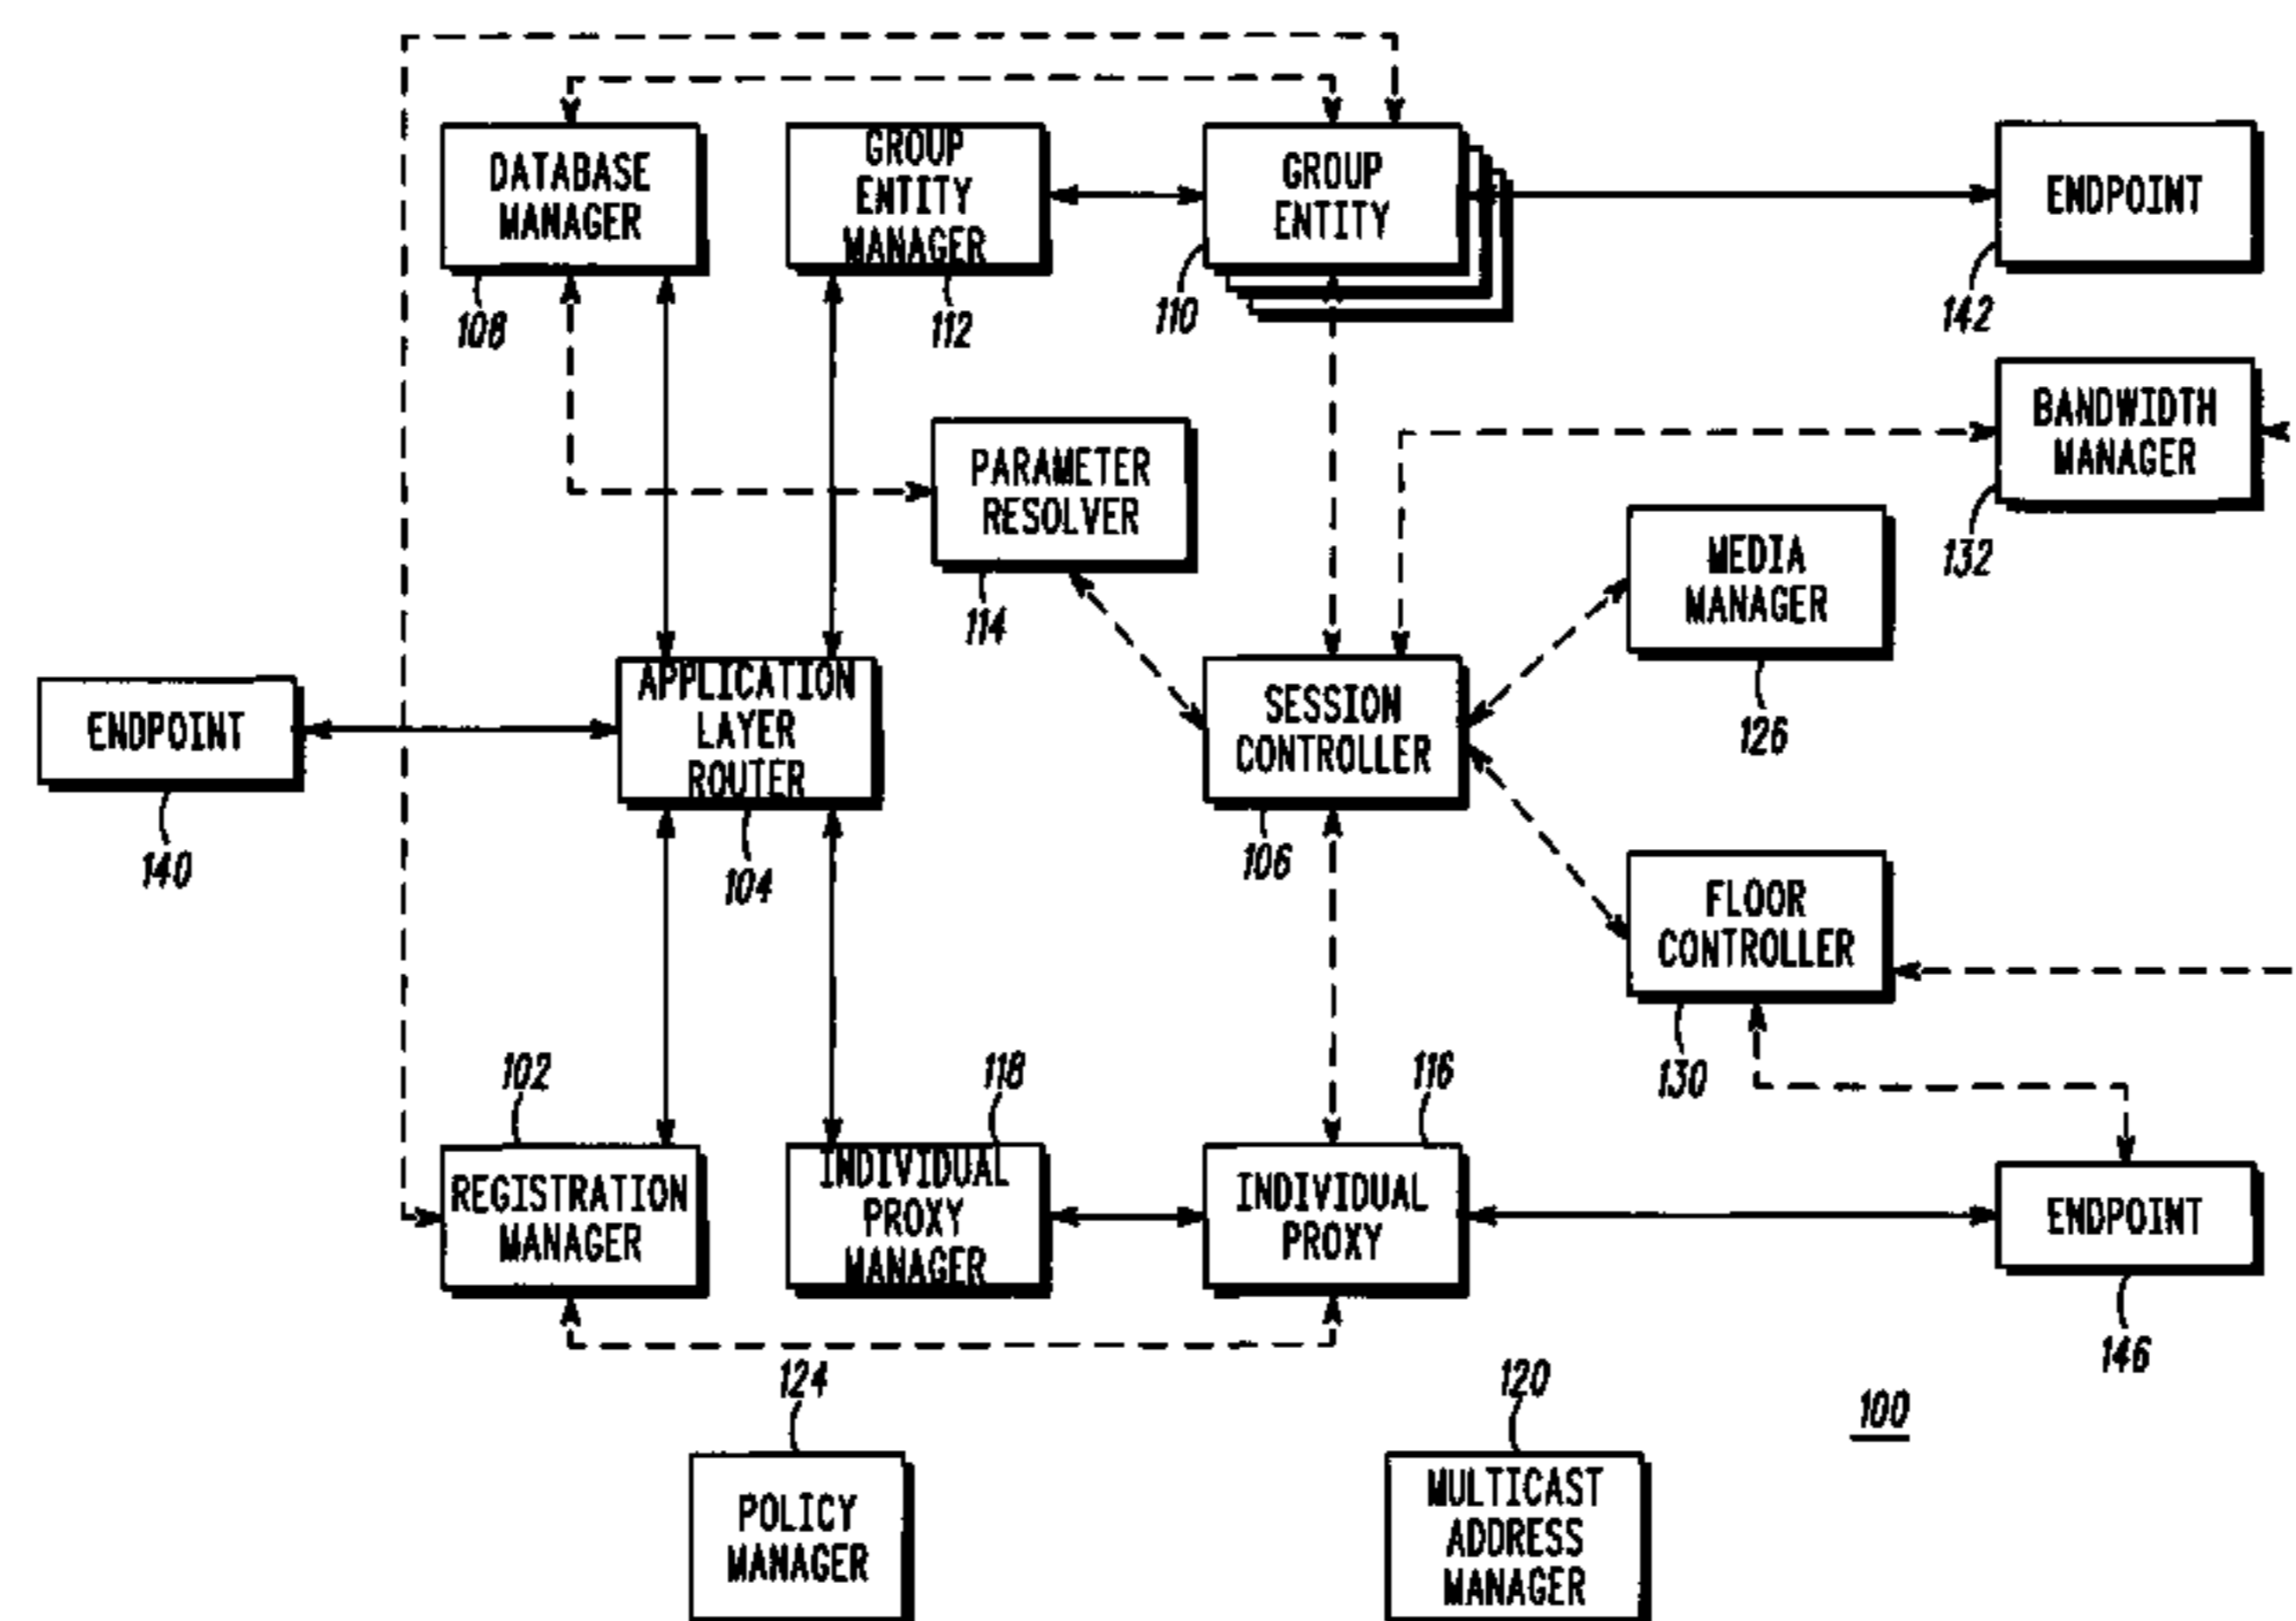 DATABASE
MANAGER
108
GROUP
ENTITY
MANAGER
112
GROUP
ENTITY
110
ENDPOINT
142
BANDWIDTH
MANAGER
132
PARAMETER
RESOLVER
114
MEDIA
MANAGER
126
ENDPOINT
140
APPLICATION
LAYER
ROUTER
104
SESSION
CONTROLLER
106
FLOOR
CONTROLLER
130
102
REGISTRATION
MANAGER
118
INDIVIDUAL
PROXY
MANAGER
116
INDIVIDUAL
PROXY
ENDPOINT
146
124
POLICY
MANAGER
120
MULTICAST
ADDRESS
MANAGER
100